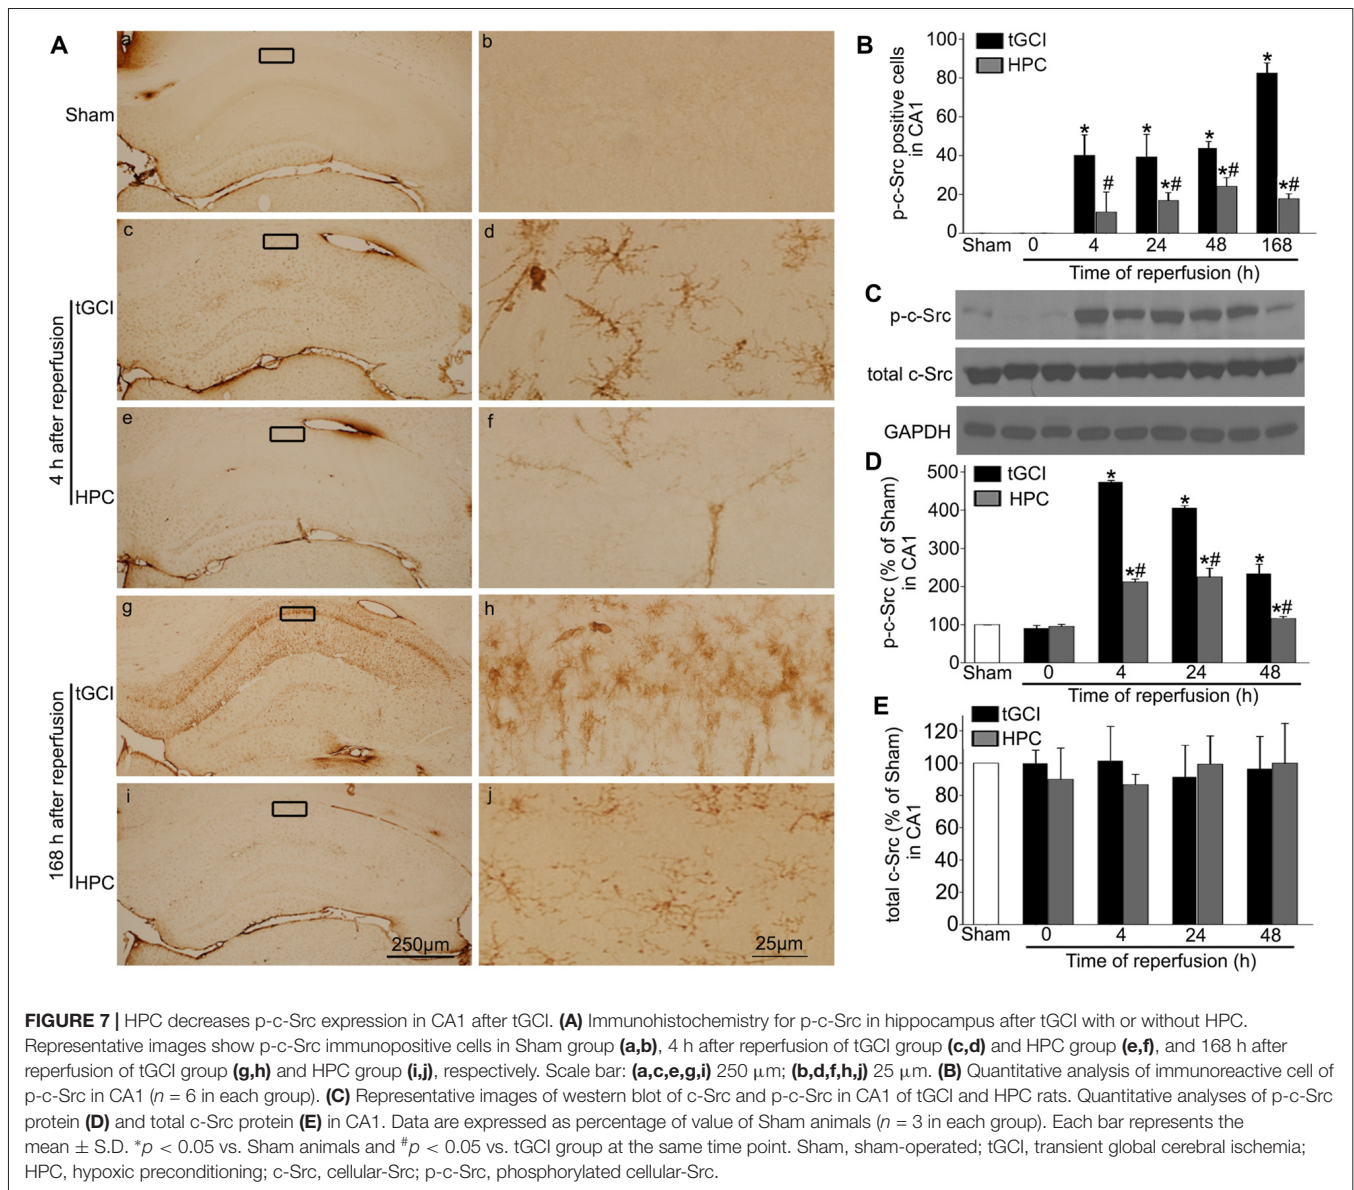 A
Sham
4 h after reperfusion
tGCI
HPC
168 h after reperfusion
tGCI
HPC
a
b
c
d
e
f
g
h
i
j
250μm
25μm
B
p-c-Src positive cells
in CA1
100
80
60
40
20
0
tGCI
HPC
*
#
*
*#
*
*#
*
*#
Sham 0 4 24 48 168
Time of reperfusion (h)
C
p-c-Src
total c-Src
GAPDH
D
p-c-Src (% of Sham)
in CA1
500
400
300
200
100
0
tGCI
HPC
*
*#
*
*#
*
*#
Sham 0 4 24 48
Time of reperfusion (h)
E
total c-Src (% of Sham)
in CA1
120
100
80
60
40
20
0
tGCI
HPC
Sham 0 4 24 48
Time of reperfusion (h)
FIGURE 7 | HPC decreases p-c-Src expression in CA1 after tGCI. (A) Immunohistochemistry for p-c-Src in hippocampus after tGCI with or without HPC.
Representative images show p-c-Src immunopositive cells in Sham group (a,b), 4 h after reperfusion of tGCI group (c,d) and HPC group (e,f), and 168 h after
reperfusion of tGCI group (g,h) and HPC group (i,j), respectively. Scale bar: (a,c,e,g,i) 250 μm; (b,d,f,h,j) 25 μm. (B) Quantitative analysis of immunoreactive cell of
p-c-Src in CA1 (n = 6 in each group). (C) Representative images of western blot of c-Src and p-c-Src in CA1 of tGCI and HPC rats. Quantitative analyses of p-c-Src
protein (D) and total c-Src protein (E) in CA1. Data are expressed as percentage of value of Sham animals (n = 3 in each group). Each bar represents the
mean ± S.D. *p < 0.05 vs. Sham animals and #p < 0.05 vs. tGCI group at the same time point. Sham, sham-operated; tGCI, transient global cerebral ischemia;
HPC, hypoxic preconditioning; c-Src, cellular-Src; p-c-Src, phosphorylated cellular-Src.